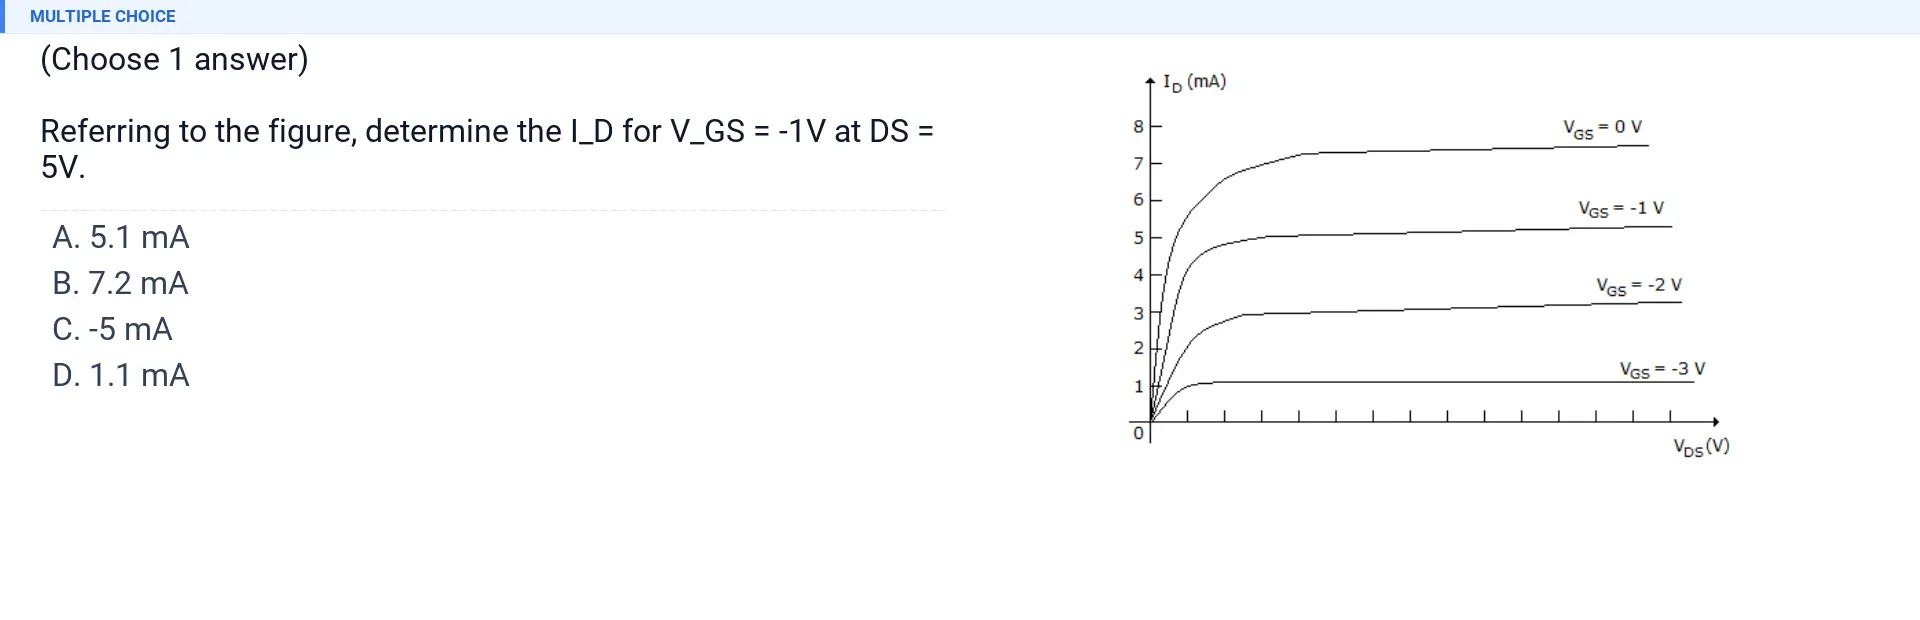 MULTIPLE CHOICE
(Choose 1 answer)
Referring to the figure, determine the I_D for V_GS = -1V at DS =
5V.
A. 5.1 mA
B. 7.2 mA
C. -5 mA
D. 1.1 mA
I_D (mA)
8
V_GS = 0 V
7
6
V_GS = -1 V
5
4
V_GS = -2 V
3
2
V_GS = -3 V
1
0
V_DS (V)